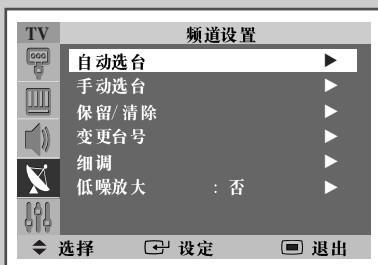 TV 频道设置
自动选台
手动选台
保留/清除
变更台号
细调
低噪放大 : 否
选择 设定 退出